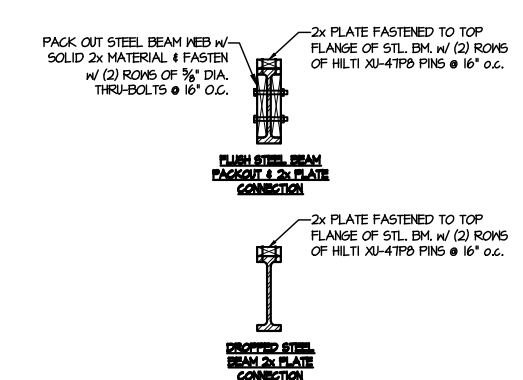 PACK OUT STEEL BEAM WEB W/
SOLID 2x MATERIAL & FASTEN
W/ (2) ROWS OF 5/8" DIA.
THRU-BOLTS @ 16" O.C.
2x PLATE FASTENED TO TOP
FLANGE OF STL. BM. W/ (2) ROWS
OF HILTI XU-47P8 PINS @ 16" O.C.
FLUSH STEEL BEAM
PACKOUT & 2x PLATE
CONNECTION
2x PLATE FASTENED TO TOP
FLANGE OF STL. BM. W/ (2) ROWS
OF HILTI XU-47P8 PINS @ 16" O.C.
DROPPED STEEL
BEAM 2x PLATE
CONNECTION